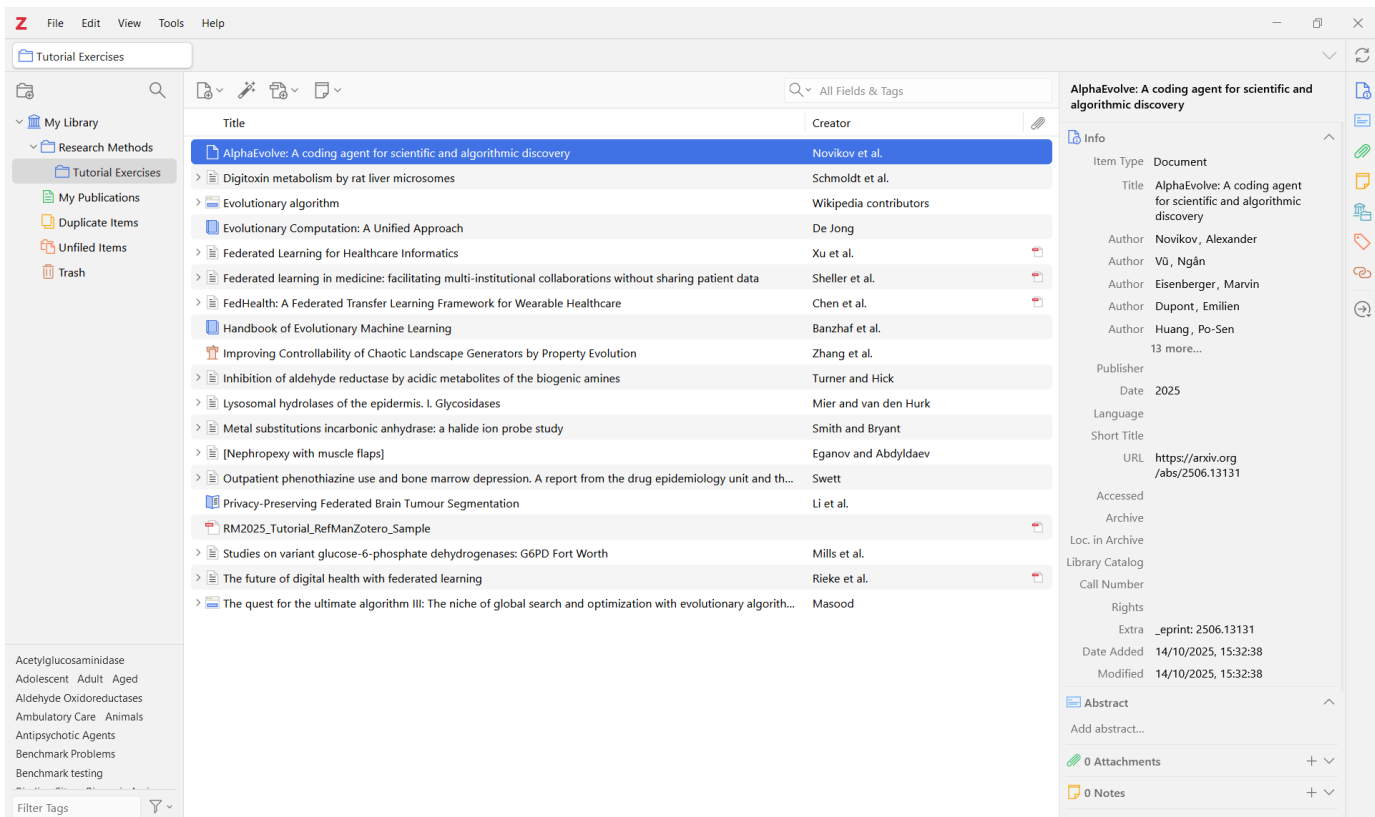 Z File Edit View Tools Help
Tutorial Exercises
All Fields & Tags
My Library
Research Methods
Tutorial Exercises
My Publications
Duplicate Items
Unfiled Items
Trash
Acetylglucosaminidase
Adolescent Adult Aged
Aldehyde Oxidoreductases
Ambulatory Care Animals
Antipsychotic Agents
Benchmark Problems
Benchmark testing
Filter Tags
Title Creator
AlphaEvolve: A coding agent for scientific and algorithmic discovery Novikov et al.
Digitoxin metabolism by rat liver microsomes Schmoldt et al.
Evolutionary algorithm Wikipedia contributors
Evolutionary Computation: A Unified Approach De Jong
Federated Learning for Healthcare Informatics Xu et al.
Federated learning in medicine: facilitating multi-institutional collaborations without sharing patient data Sheller et al.
FedHealth: A Federated Transfer Learning Framework for Wearable Healthcare Chen et al.
Handbook of Evolutionary Machine Learning Banzhaf et al.
Improving Controllability of Chaotic Landscape Generators by Property Evolution Zhang et al.
Inhibition of aldehyde reductase by acidic metabolites of the biogenic amines Turner and Hick
Lysosomal hydrolases of the epidermis. I. Glycosidases Mier and van den Hurk
Metal substitutions incarbonic anhydrase: a halide ion probe study Smith and Bryant
[Nephropexy with muscle flaps] Eganov and Abdyldaev
Outpatient phenothiazine use and bone marrow depression. A report from the drug epidemiology unit and th... Swett
Privacy-Preserving Federated Brain Tumour Segmentation Li et al.
RM2025_Tutorial_RefManZotero_Sample
Studies on variant glucose-6-phosphate dehydrogenases: G6PD Fort Worth Mills et al.
The future of digital health with federated learning Rieke et al.
The quest for the ultimate algorithm III: The niche of global search and optimization with evolutionary algorith... Masood
AlphaEvolve: A coding agent for scientific and
algorithmic discovery
Info
Item Type Document
Title AlphaEvolve: A coding agent
for scientific and algorithmic
discovery
Author Novikov, Alexander
Author Vũ, Ngân
Author Eisenberger, Marvin
Author Dupont, Emilien
Author Huang, Po-Sen
13 more...
Publisher
Date 2025
Language
Short Title
URL https://arxiv.org
/abs/2506.13131
Accessed
Archive
Loc. in Archive
Library Catalog
Call Number
Rights
Extra _eprint: 2506.13131
Date Added 14/10/2025, 15:32:38
Modified 14/10/2025, 15:32:38
Abstract
Add abstract...
0 Attachments
0 Notes